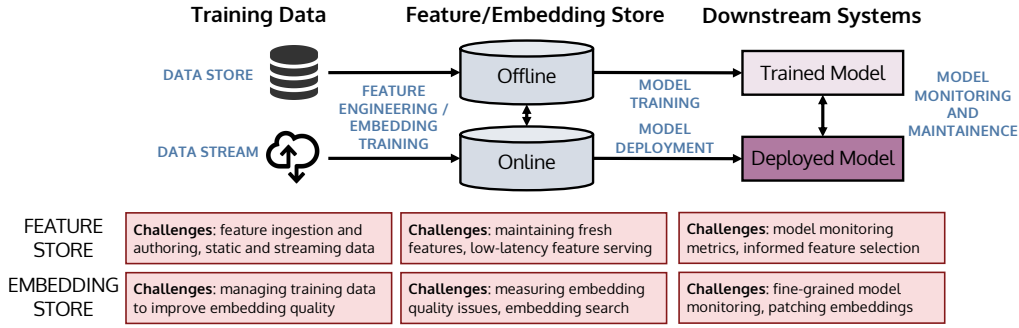 Training Data
Feature/Embedding Store
Downstream Systems
DATA STORE
FEATURE
ENGINEERING /
EMBEDDING
TRAINING
Offline
MODEL
TRAINING
Trained Model
MODEL
MONITORING
AND
MAINTAINENCE
DATA STREAM
Online
MODEL
DEPLOYMENT
Deployed Model
FEATURE
STORE
Challenges: feature ingestion and
authoring, static and streaming data
Challenges: maintaining fresh
features, low-latency feature serving
Challenges: model monitoring
metrics, informed feature selection
EMBEDDING
STORE
Challenges: managing training data
to improve embedding quality
Challenges: measuring embedding
quality issues, embedding search
Challenges: fine-grained model
monitoring, patching embeddings